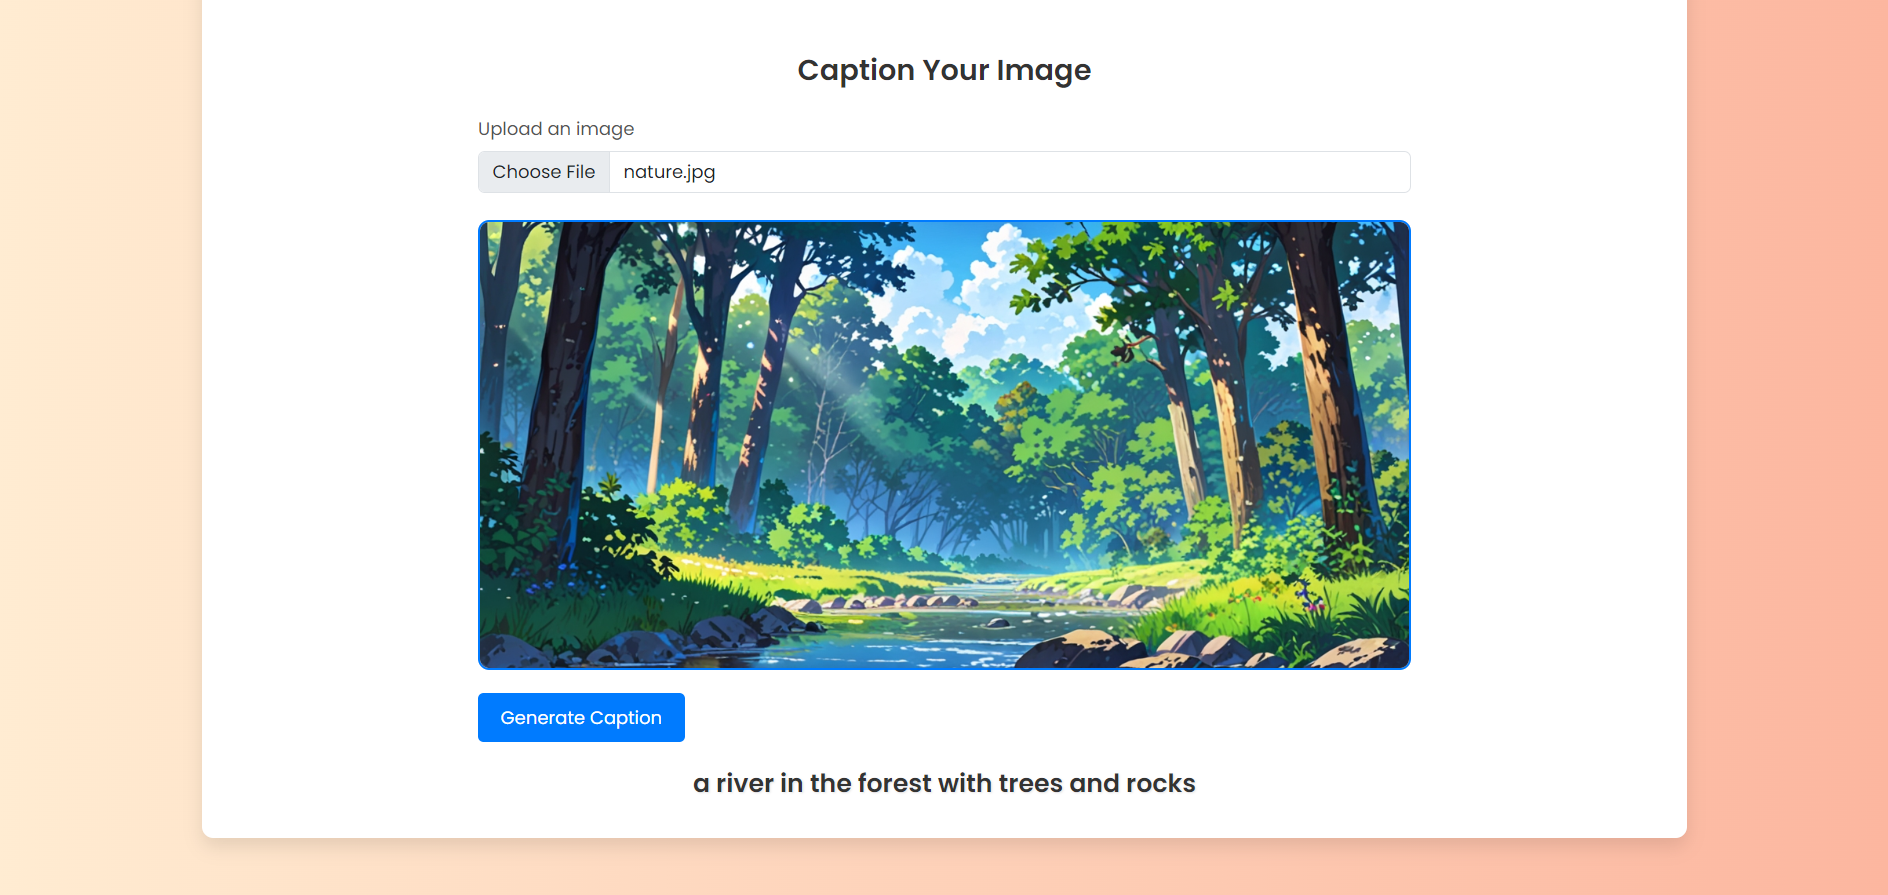 Caption Your Image
Upload an image
Choose File nature.jpg
Generate Caption
a river in the forest with trees and rocks